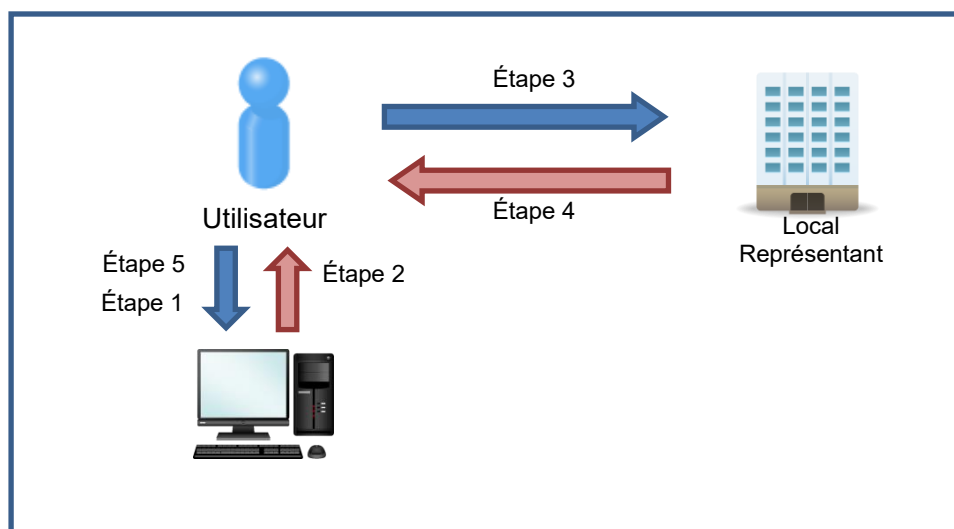 Étape 3
Étape 4
Utilisateur
Local
Représentant
Étape 5
Étape 2
Étape 1